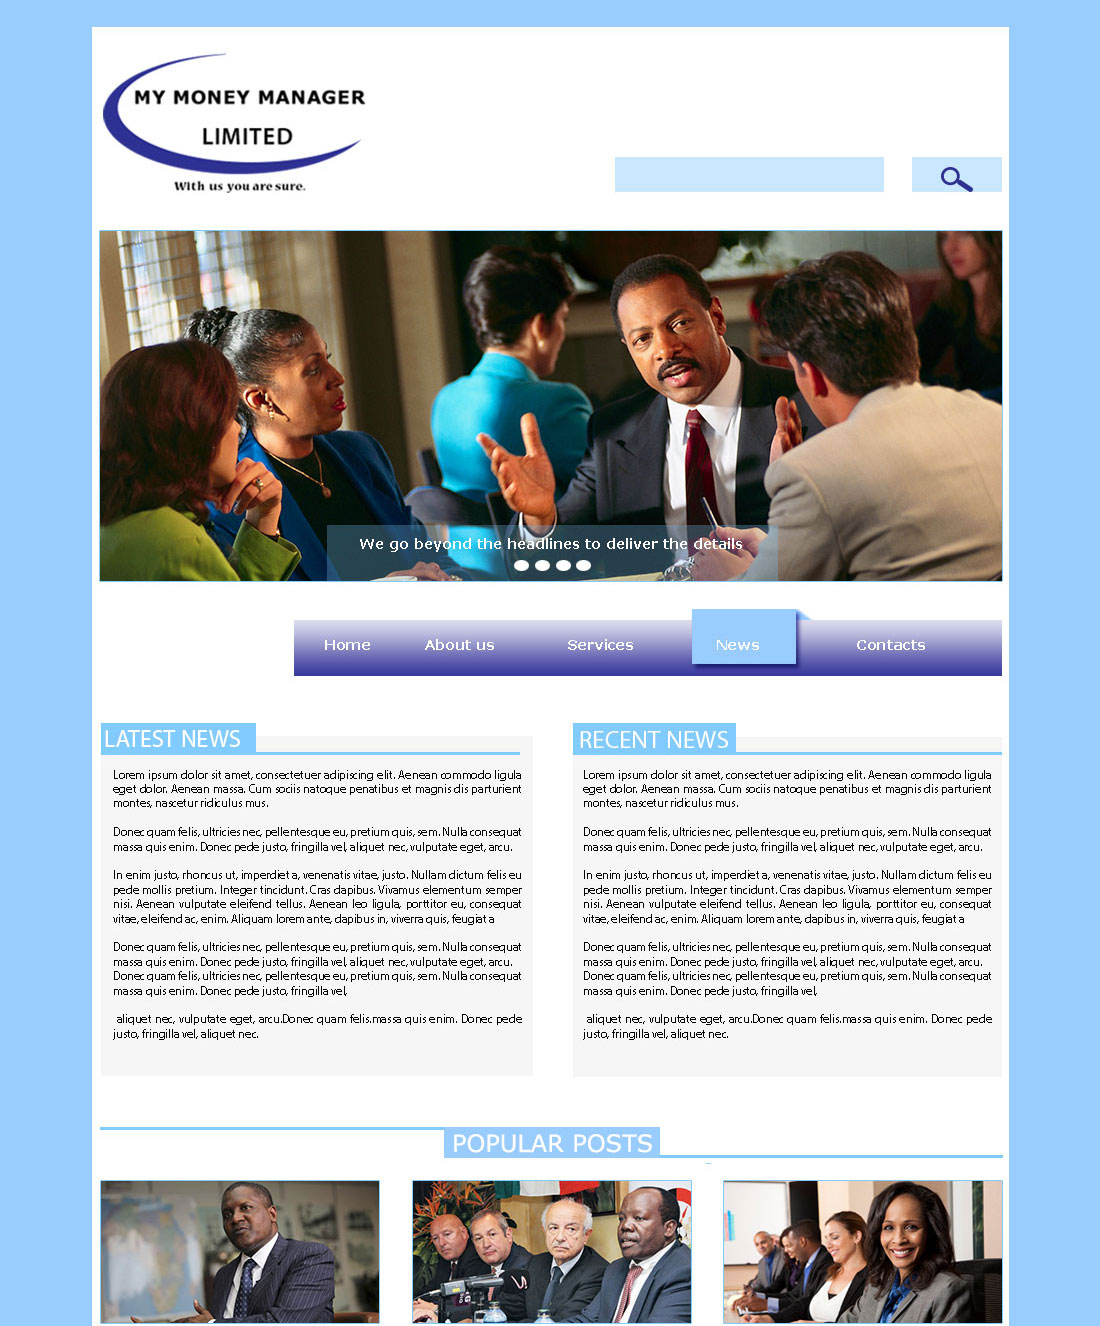 MY MONEY MANAGER
LIMITED
With us you are sure.
We go beyond the headlines to deliver the details
Home About us Services News Contacts
LATEST NEWS
Lorem ipsum dolor sit amet, consectetuer adipiscing elit. Aenean commodo ligula
eget dolor. Aenean massa. Cum sociis natoque penatibus et magnis dis parturient
montes, nascetur ridiculus mus.
Donec quam felis, ultricies nec, pellentesque eu, pretium quis, sem. Nulla consequat
massa quis enim. Donec pede justo, fringilla vel, aliquet nec, vulputate eget, arcu.
In enim justo, rhoncus ut, imperdiet a, venenatis vitae, justo. Nullam dictum felis eu
pede mollis pretium. Integer tincidunt. Cras dapibus. Vivamus elementum semper
nisi. Aenean vulputate eleifend tellus. Aenean leo ligula, porttitor eu, consequat
vitae, eleifend ac, enim. Aliquam lorem ante, dapibus in, viverra quis, feugiat a
Donec quam felis, ultricies nec, pellentesque eu, pretium quis, sem. Nulla consequat
massa quis enim. Donec pede justo, fringilla vel, aliquet nec, vulputate eget, arcu.
Donec quam felis, ultricies nec, pellentesque eu, pretium quis, sem. Nulla consequat
massa quis enim. Donec pede justo, fringilla vel,
aliquet nec, vulputate eget, arcu.Donec quam felis.massa quis enim. Donec pede
justo, fringilla vel, aliquet nec.
RECENT NEWS
Lorem ipsum dolor sit amet, consectetuer adipiscing elit. Aenean commodo ligula
eget dolor. Aenean massa. Cum sociis natoque penatibus et magnis dis parturient
montes, nascetur ridiculus mus.
Donec quam felis, ultricies nec, pellentesque eu, pretium quis, sem. Nulla consequat
massa quis enim. Donec pede justo, fringilla vel, aliquet nec, vulputate eget, arcu.
In enim justo, rhoncus ut, imperdiet a, venenatis vitae, justo. Nullam dictum felis eu
pede mollis pretium. Integer tincidunt. Cras dapibus. Vivamus elementum semper
nisi. Aenean vulputate eleifend tellus. Aenean leo ligula, porttitor eu, consequat
vitae, eleifend ac, enim. Aliquam lorem ante, dapibus in, viverra quis, feugiat a
Donec quam felis, ultricies nec, pellentesque eu, pretium quis, sem. Nulla consequat
massa quis enim. Donec pede justo, fringilla vel, aliquet nec, vulputate eget, arcu.
Donec quam felis, ultricies nec, pellentesque eu, pretium quis, sem. Nulla consequat
massa quis enim. Donec pede justo, fringilla vel,
aliquet nec, vulputate eget, arcu.Donec quam felis.massa quis enim. Donec pede
justo, fringilla vel, aliquet nec.
POPULAR POSTS